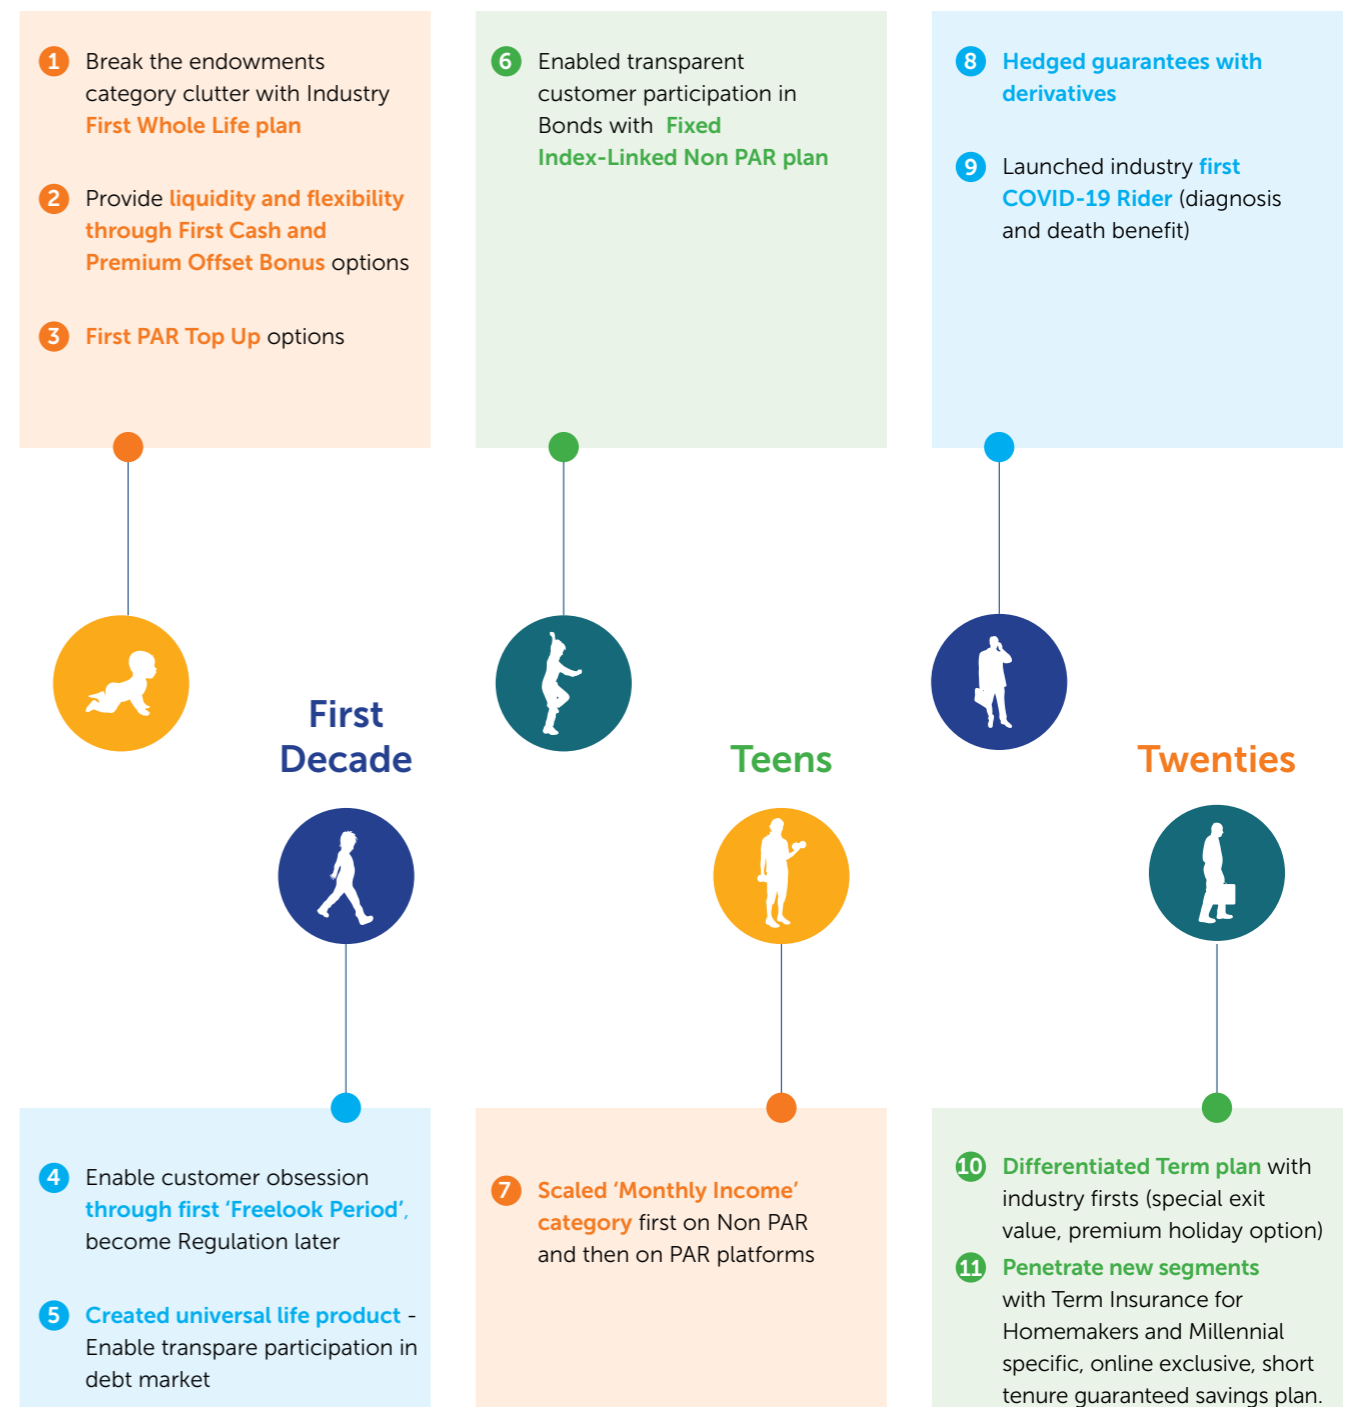 1 Break the endowments
category clutter with Industry
First Whole Life plan
2 Provide liquidity and flexibility
through First Cash and
Premium Offset Bonus options
3 First PAR Top Up options
6 Enabled transparent
customer participation in
Bonds with Fixed
Index-Linked Non PAR plan
8 Hedged guarantees with
derivatives
9 Launched industry first
COVID-19 Rider (diagnosis
and death benefit)
First
Decade
Teens
Twenties
4 Enable customer obsession
through first ‘Freelook Period’,
become Regulation later
5 Created universal life product -
Enable transpare participation in
debt market
7 Scaled ‘Monthly Income’
category first on Non PAR
and then on PAR platforms
10 Differentiated Term plan with
industry firsts (special exit
value, premium holiday option)
11 Penetrate new segments
with Term Insurance for
Homemakers and Millennial
specific, online exclusive, short
tenure guaranteed savings plan.